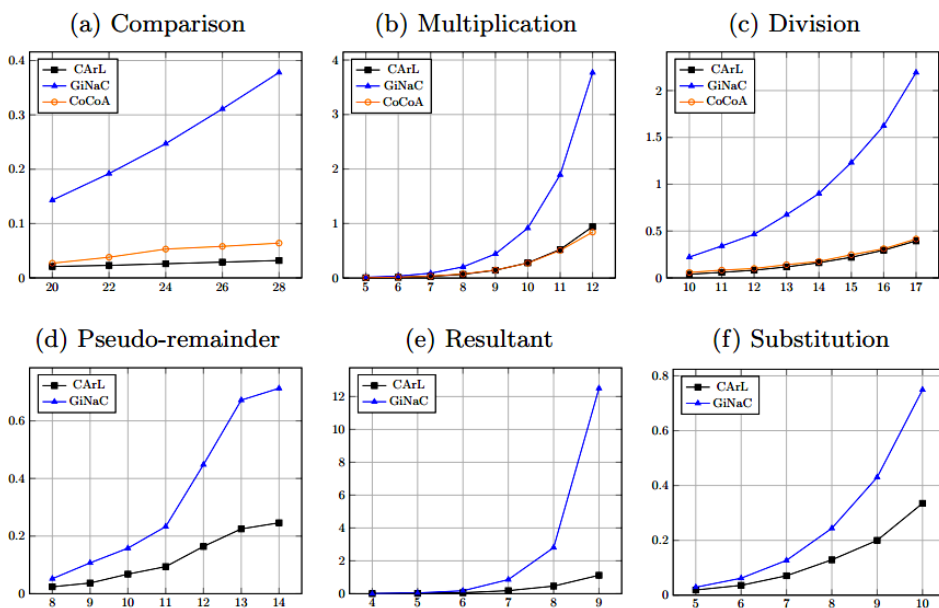 (a) Comparison
0.4
0.3
0.2
0.1
0
20 22 24 26 28
CArL
GiNaC
CoCoA
(b) Multiplication
4
3
2
1
0
5 6 7 8 9 10 11 12
CArL
GiNaC
CoCoA
(c) Division
2
1.5
1
0.5
0
10 11 12 13 14 15 16 17
CArL
GiNaC
CoCoA
(d) Pseudo-remainder
0.6
0.4
0.2
0
8 9 10 11 12 13 14
CArL
GiNaC
(e) Resultant
12
10
8
6
4
2
0
4 5 6 7 8 9
CArL
GiNaC
(f) Substitution
0.8
0.6
0.4
0.2
0
5 6 7 8 9 10
CArL
GiNaC